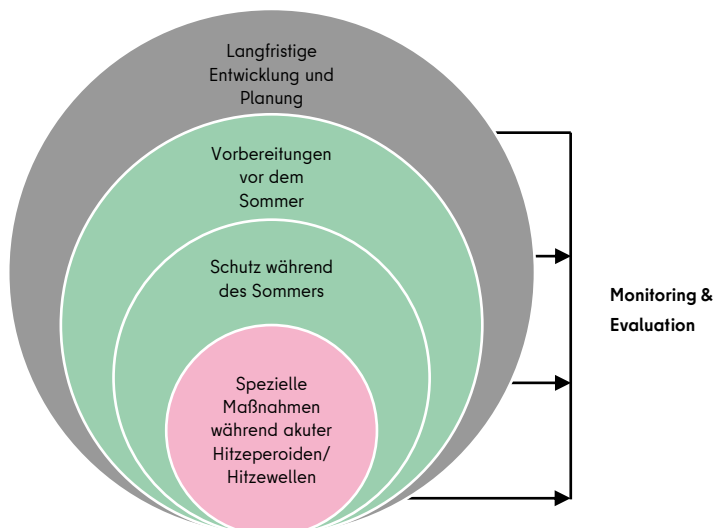 Langfristige
Entwicklung und
Planung
Vorbereitungen
vor dem
Sommer
Schutz während
des Sommers
Spezielle
Maßnahmen
während akuter
Hitzeperoiden/
Hitzewellen
Monitoring &
Evaluation